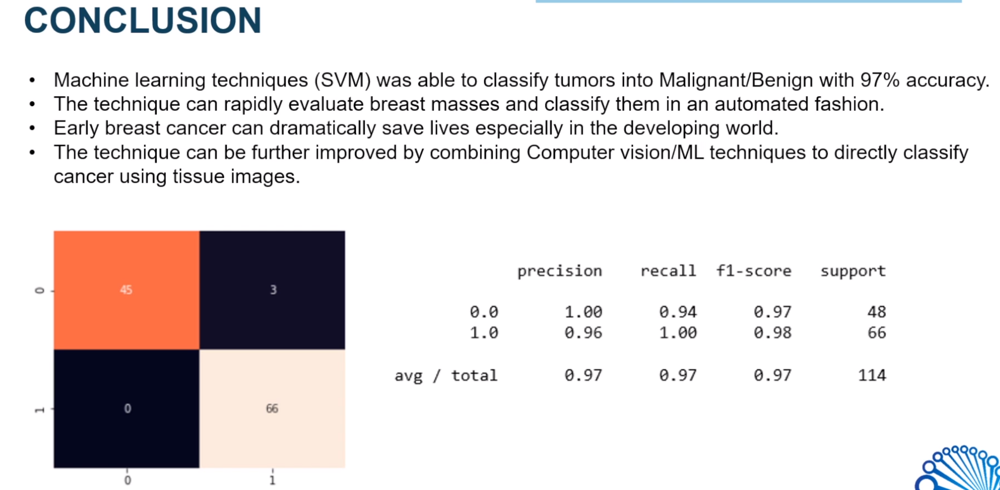 CONCLUSION
• Machine learning techniques (SVM) was able to classify tumors into Malignant/Benign with 97% accuracy.
• The technique can rapidly evaluate breast masses and classify them in an automated fashion.
• Early breast cancer can dramatically save lives especially in the developing world.
• The technique can be further improved by combining Computer vision/ML techniques to directly classify
cancer using tissue images.
0 45 3
1 0 66
0 1
precision recall f1-score support
0.0 1.00 0.94 0.97 48
1.0 0.96 1.00 0.98 66
avg / total 0.97 0.97 0.97 114